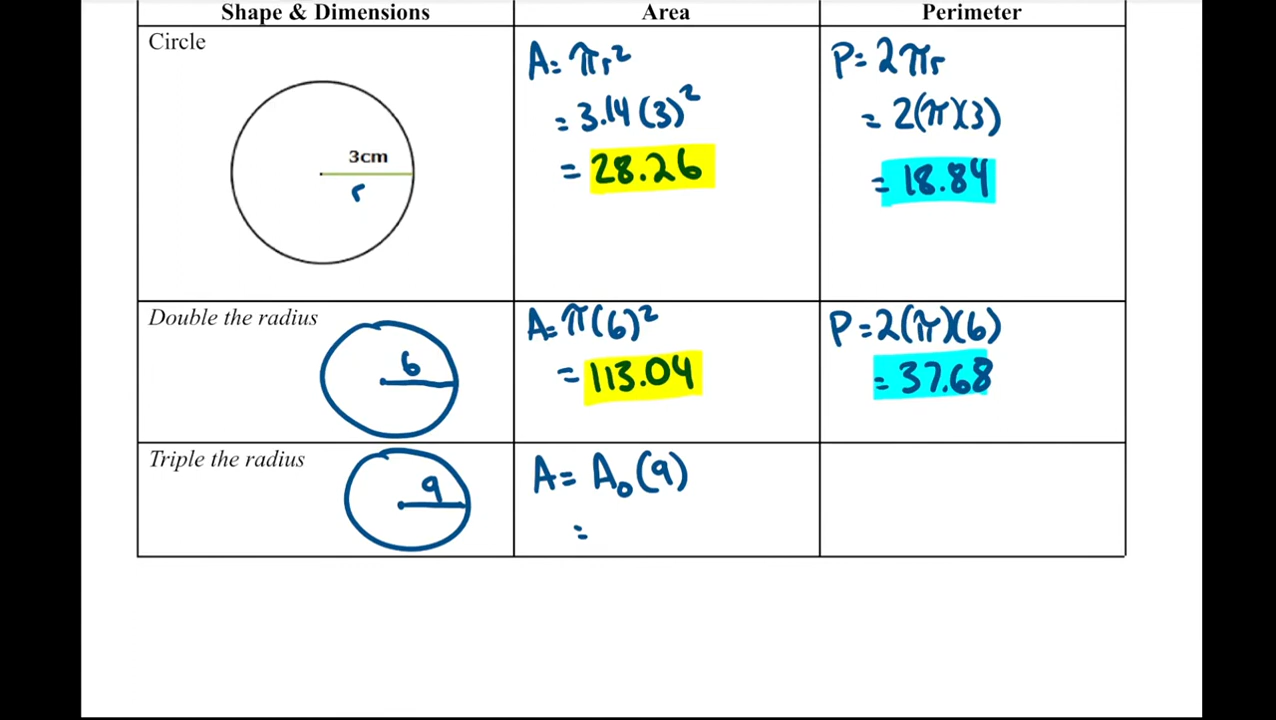 Shape & Dimensions Area Perimeter
Circle
A = πr²
= 3.14(3)²
= 28.26
P = 2πr
= 2(π)(3)
= 18.84
3cm
r
Double the radius
6
A = π(6)²
= 113.04
P = 2(π)(6)
= 37.68
Triple the radius
9
A = A₀(9)
=